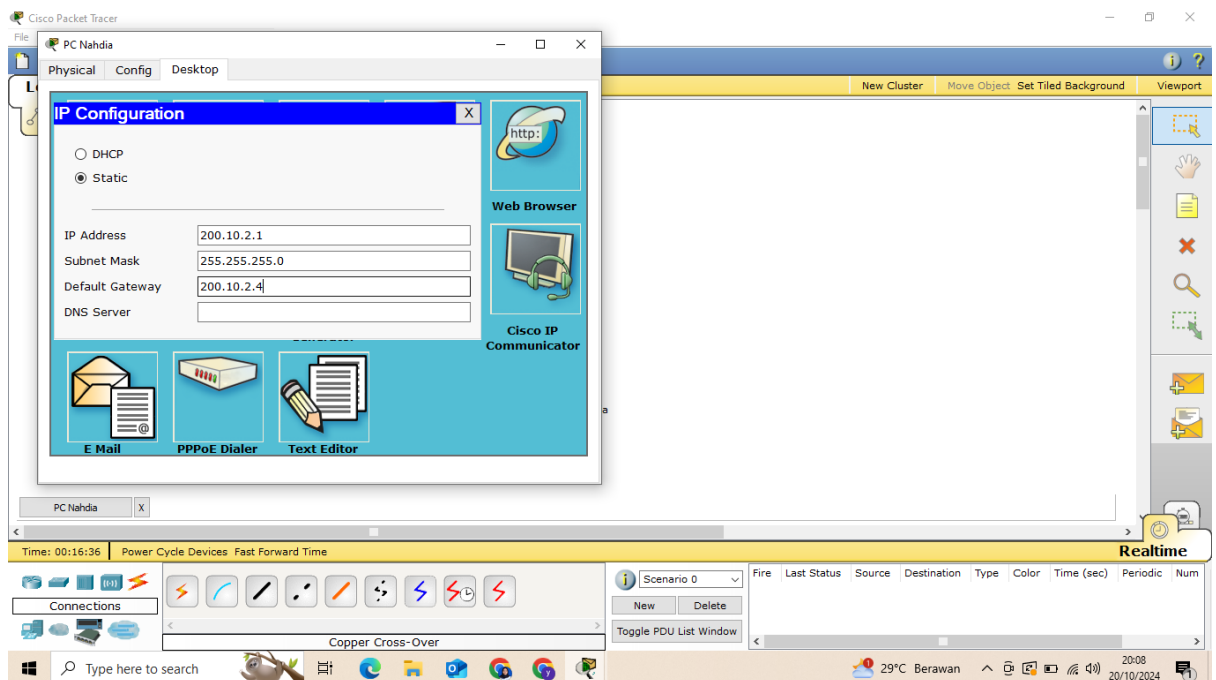 Cisco Packet Tracer
File
PC Nahdia
Physical Config Desktop
New Cluster Move Object Set Tiled Background Viewport
IP Configuration X
DHCP
Static
IP Address 200.10.2.1
Subnet Mask 255.255.255.0
Default Gateway 200.10.2.4
DNS Server
http:
Web Browser
Cisco IP
Communicator
E Mail PPPoE Dialer Text Editor
a
PC Nahdia X
Time: 00:16:36 Power Cycle Devices Fast Forward Time Realtime
Connections
Copper Cross-Over
Scenario 0
New Delete
Toggle PDU List Window
Fire Last Status Source Destination Type Color Time (sec) Periodic Num
Type here to search
29°C Berawan
20:08
20/10/2024